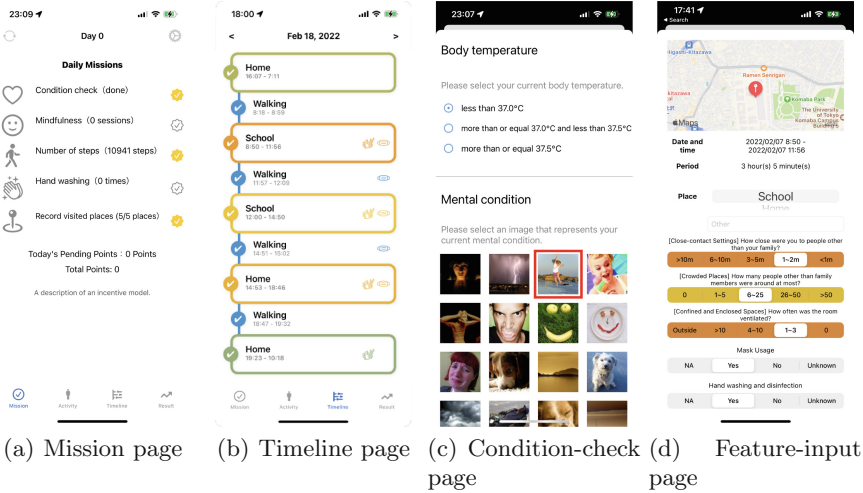 23:09
Day 0
Daily Missions
Condition check (done)
Mindfulness (0 sessions)
Number of steps (10941 steps)
Hand washing (0 times)
Record visited places (5/5 places)
Today's Pending Points : 0 Points
Total Points: 0
A description of an incentive model.
Mission Activity Timeline Result
(a) Mission page
18:00
< Feb 18, 2022 >
Home
16:07 - 7:11
Walking
8:18 - 8:59
School
8:50 - 11:56
Walking
11:57 - 12:09
School
12:00 - 14:50
Walking
14:51 - 15:02
Home
14:53 - 18:46
Walking
18:47 - 19:32
Home
19:23 - 10:18
Mission Activity Timeline Result
(b) Timeline page
23:07
Body temperature
Please select your current body temperature.
less than 37.0°C
more than or equal 37.0°C and less than 37.5°C
more than or equal 37.5°C
Mental condition
Please select an image that represents your
current mental condition.
(c) Condition-check
page
17:41
Search
Higashi-Kitazawa
Ramen Senrigan
Komaba Park
The University
of Tokyo
Komaba Campus
Maps
Date and
time
2022/02/07 8:50 -
2022/02/07 11:56
Period
3 hour(s) 5 minute(s)
Place
School
Home
Other
[Close-contact Settings] How close were you to people other
than your family?
>10m 6~10m 3~5m 1~2m <1m
[Crowded Places] How many people other than family
members were around at most?
0 1~5 6~25 26~50 >50
[Confined and Enclosed Spaces] How often was the room
ventilated?
Outside >10 4~10 1~3 0
Mask Usage
NA Yes No Unknown
Hand washing and disinfection
NA Yes No Unknown
(d) Feature-input
page